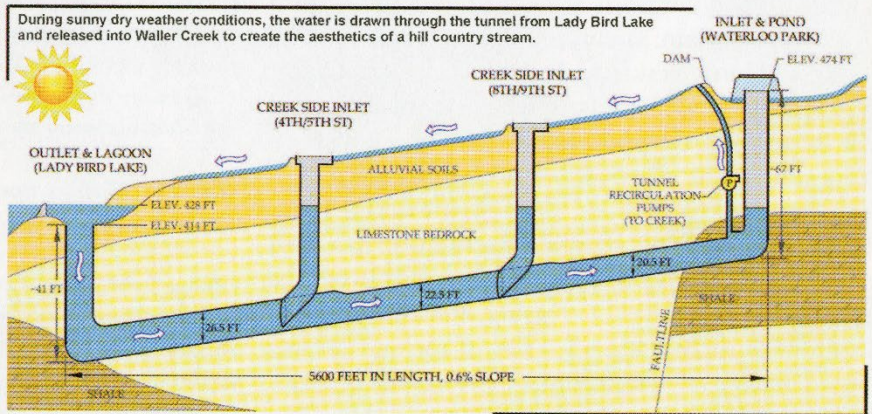 During sunny dry weather conditions, the water is drawn through the tunnel from Lady Bird Lake
and released into Waller Creek to create the aesthetics of a hill country stream.
INLET & POND
(WATERLOO PARK)
DAM
ELEV. 474 FT
CREEK SIDE INLET
(8TH/9TH ST)
CREEK SIDE INLET
(4TH/5TH ST)
OUTLET & LAGOON
(LADY BIRD LAKE)
ALLUVIAL SOILS
P
~67 FT
TUNNEL
RECIRCULATION
PUMPS
(TO CREEK)
ELEV. 428 FT
ELEV. 414 FT
LIMESTONE BEDROCK
~41 FT
20.5 FT
22.5 FT
26.5 FT
SHALE
FAULTLINE
5600 FEET IN LENGTH, 0.6% SLOPE
SHALE